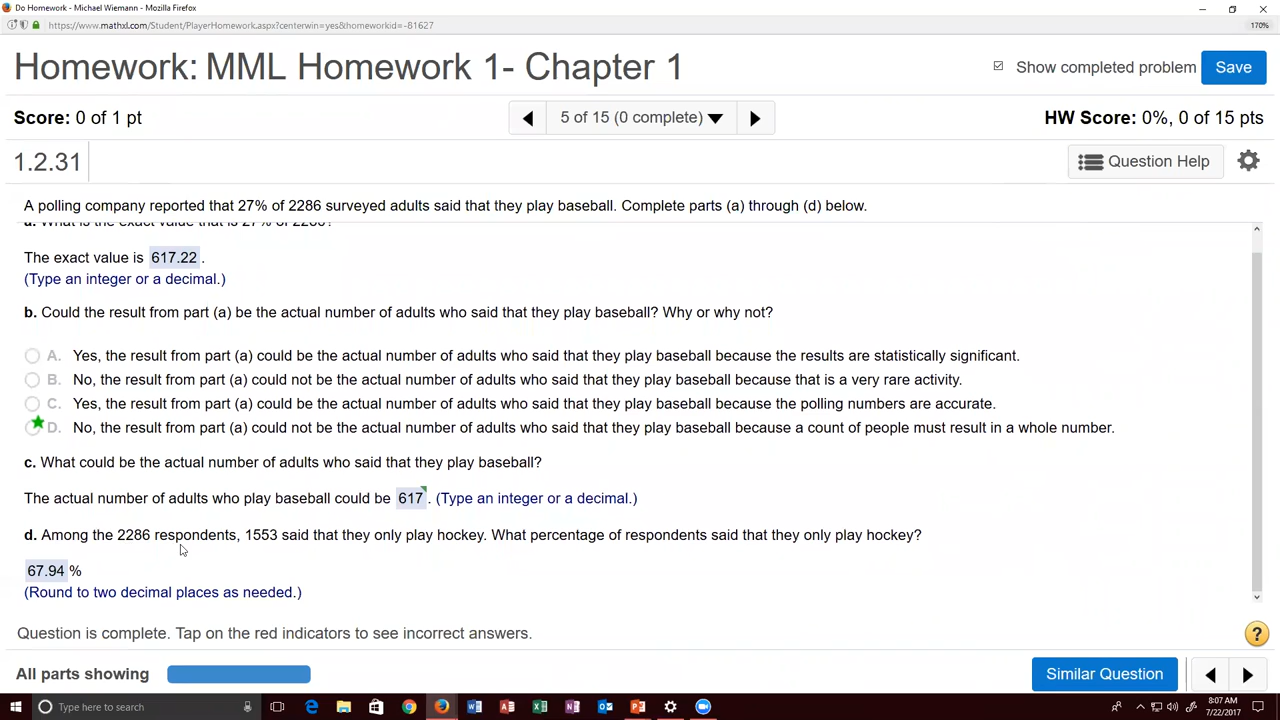 Do Homework - Michael Wiemann - Mozilla Firefox
https://www.mathxl.com/Student/PlayerHomework.aspx?centerwin=yes&homeworkid=-81627
170%
Homework: MML Homework 1- Chapter 1
Show completed problem
Save
Score: 0 of 1 pt
5 of 15 (0 complete)
HW Score: 0%, 0 of 15 pts
1.2.31
Question Help
A polling company reported that 27% of 2286 surveyed adults said that they play baseball. Complete parts (a) through (d) below.
a. What is the exact value that is 27% of 2286?
The exact value is 617.22 .
(Type an integer or a decimal.)
b. Could the result from part (a) be the actual number of adults who said that they play baseball? Why or why not?
A. Yes, the result from part (a) could be the actual number of adults who said that they play baseball because the results are statistically significant.
B. No, the result from part (a) could not be the actual number of adults who said that they play baseball because that is a very rare activity.
C. Yes, the result from part (a) could be the actual number of adults who said that they play baseball because the polling numbers are accurate.
D. No, the result from part (a) could not be the actual number of adults who said that they play baseball because a count of people must result in a whole number.
c. What could be the actual number of adults who said that they play baseball?
The actual number of adults who play baseball could be 617 . (Type an integer or a decimal.)
d. Among the 2286 respondents, 1553 said that they only play hockey. What percentage of respondents said that they only play hockey?
67.94 %
(Round to two decimal places as needed.)
Question is complete. Tap on the red indicators to see incorrect answers.
?
All parts showing
Similar Question
Type here to search
8:07 AM
7/22/2017